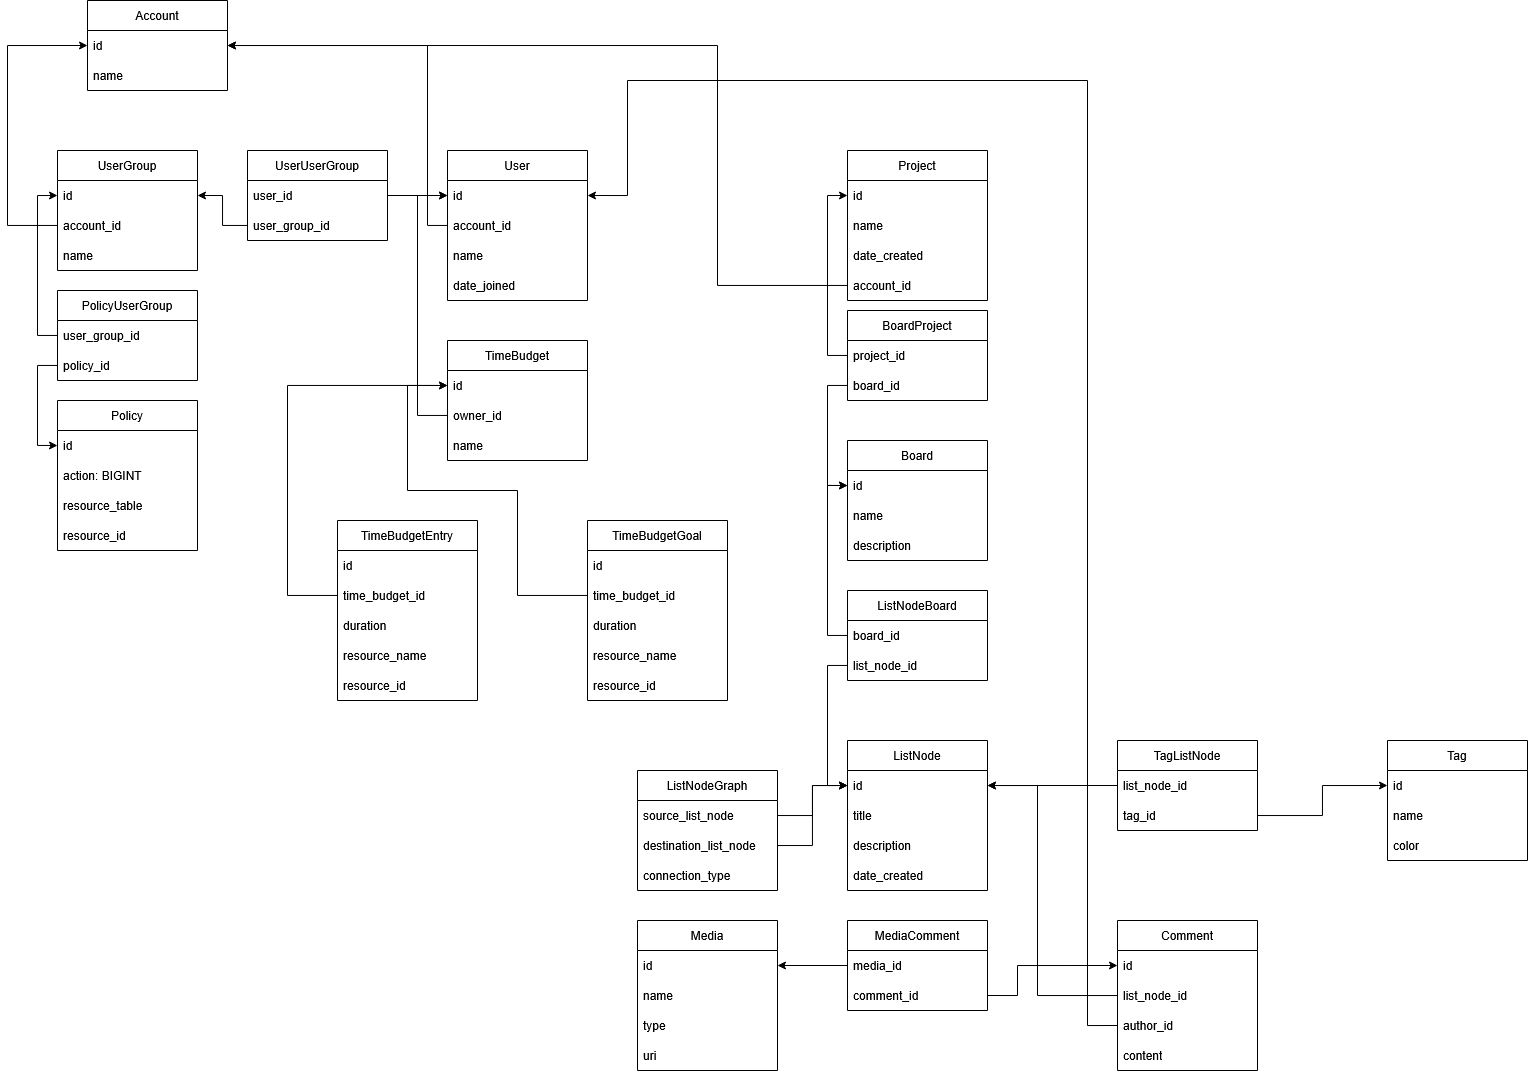 Account
id
name
UserGroup
id
account_id
name
UserUserGroup
user_id
user_group_id
User
id
account_id
name
date_joined
Project
id
name
date_created
account_id
PolicyUserGroup
user_group_id
policy_id
BoardProject
project_id
board_id
TimeBudget
id
owner_id
name
Policy
id
action: BIGINT
resource_table
resource_id
Board
id
name
description
TimeBudgetEntry
id
time_budget_id
duration
resource_name
resource_id
TimeBudgetGoal
id
time_budget_id
duration
resource_name
resource_id
ListNodeBoard
board_id
list_node_id
ListNodeGraph
source_list_node
destination_list_node
connection_type
ListNode
id
title
description
date_created
TagListNode
list_node_id
tag_id
Tag
id
name
color
Media
id
name
type
uri
MediaComment
media_id
comment_id
Comment
id
list_node_id
author_id
content